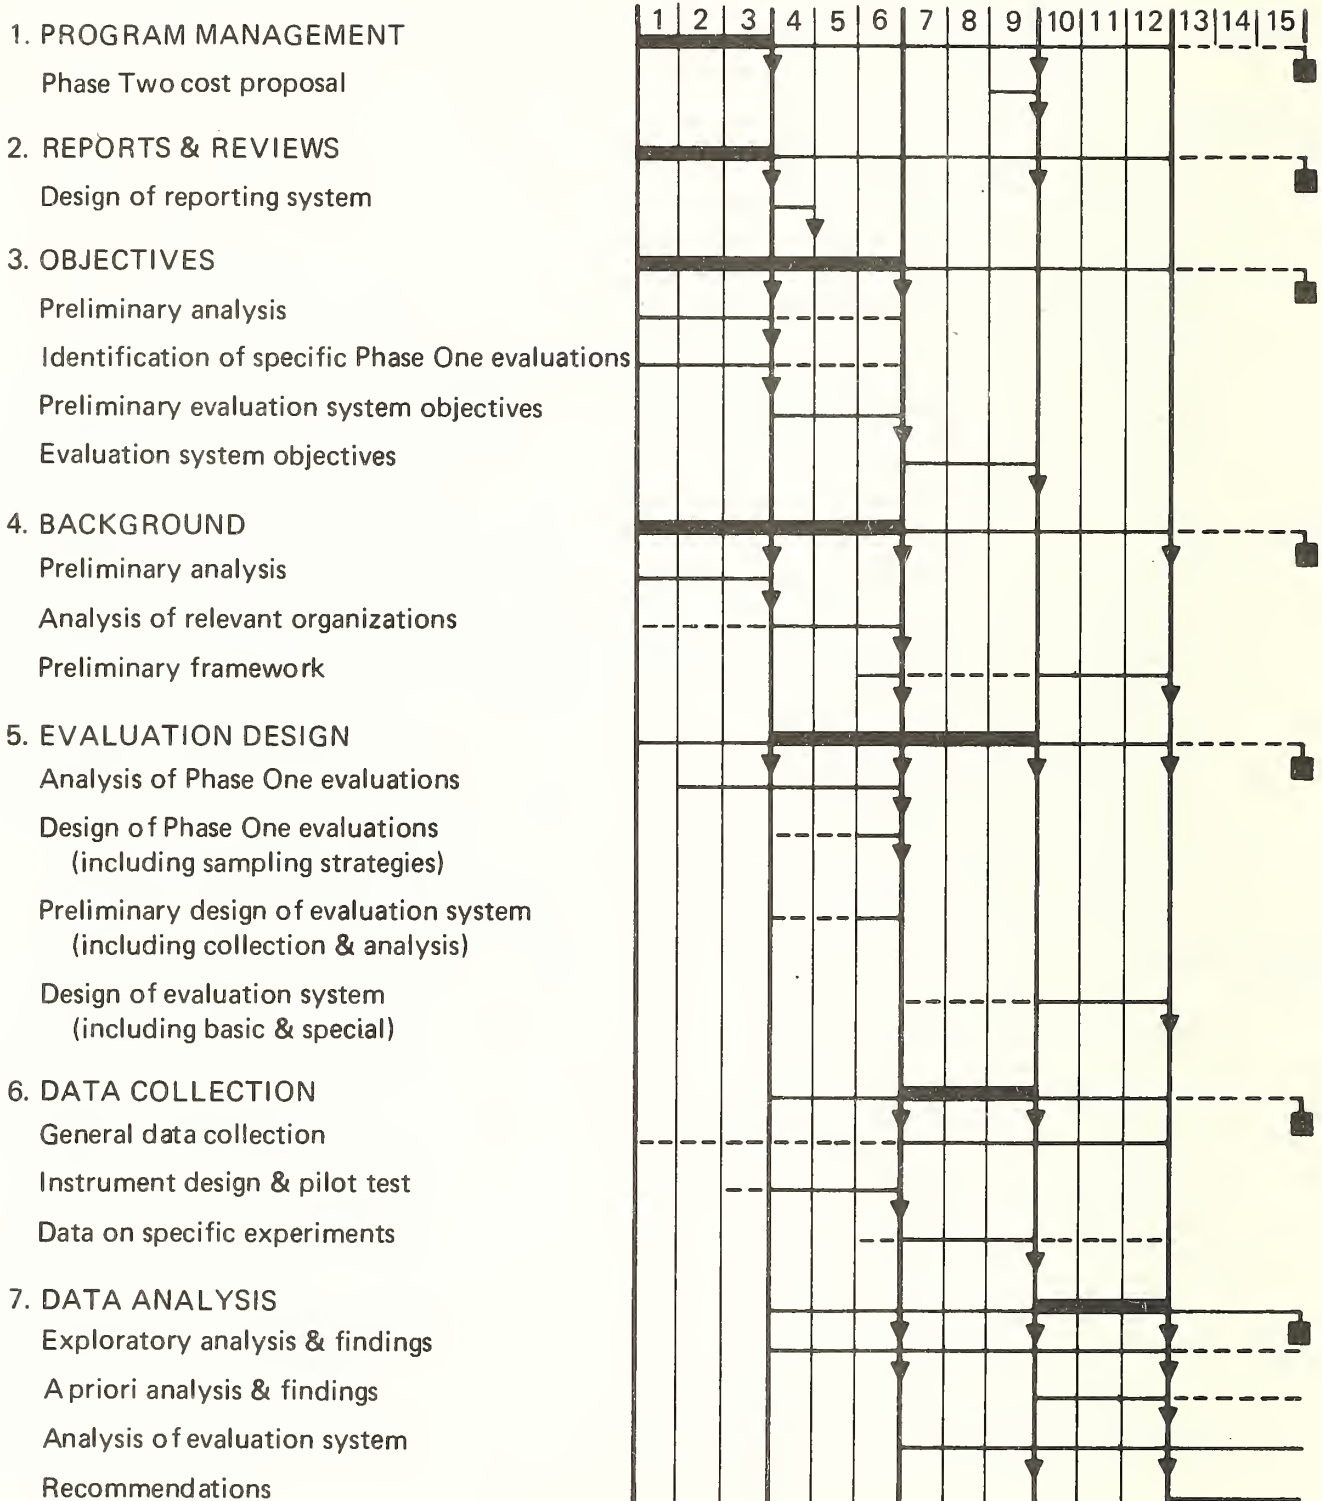 1 2 3 4 5 6 7 8 9 10 11 12 13 14 15
1. PROGRAM MANAGEMENT
Phase Two cost proposal
2. REPORTS & REVIEWS
Design of reporting system
3. OBJECTIVES
Preliminary analysis
Identification of specific Phase One evaluations
Preliminary evaluation system objectives
Evaluation system objectives
4. BACKGROUND
Preliminary analysis
Analysis of relevant organizations
Preliminary framework
5. EVALUATION DESIGN
Analysis of Phase One evaluations
Design of Phase One evaluations
(including sampling strategies)
Preliminary design of evaluation system
(including collection & analysis)
Design of evaluation system
(including basic & special)
6. DATA COLLECTION
General data collection
Instrument design & pilot test
Data on specific experiments
7. DATA ANALYSIS
Exploratory analysis & findings
A priori analysis & findings
Analysis of evaluation system
Recommendations